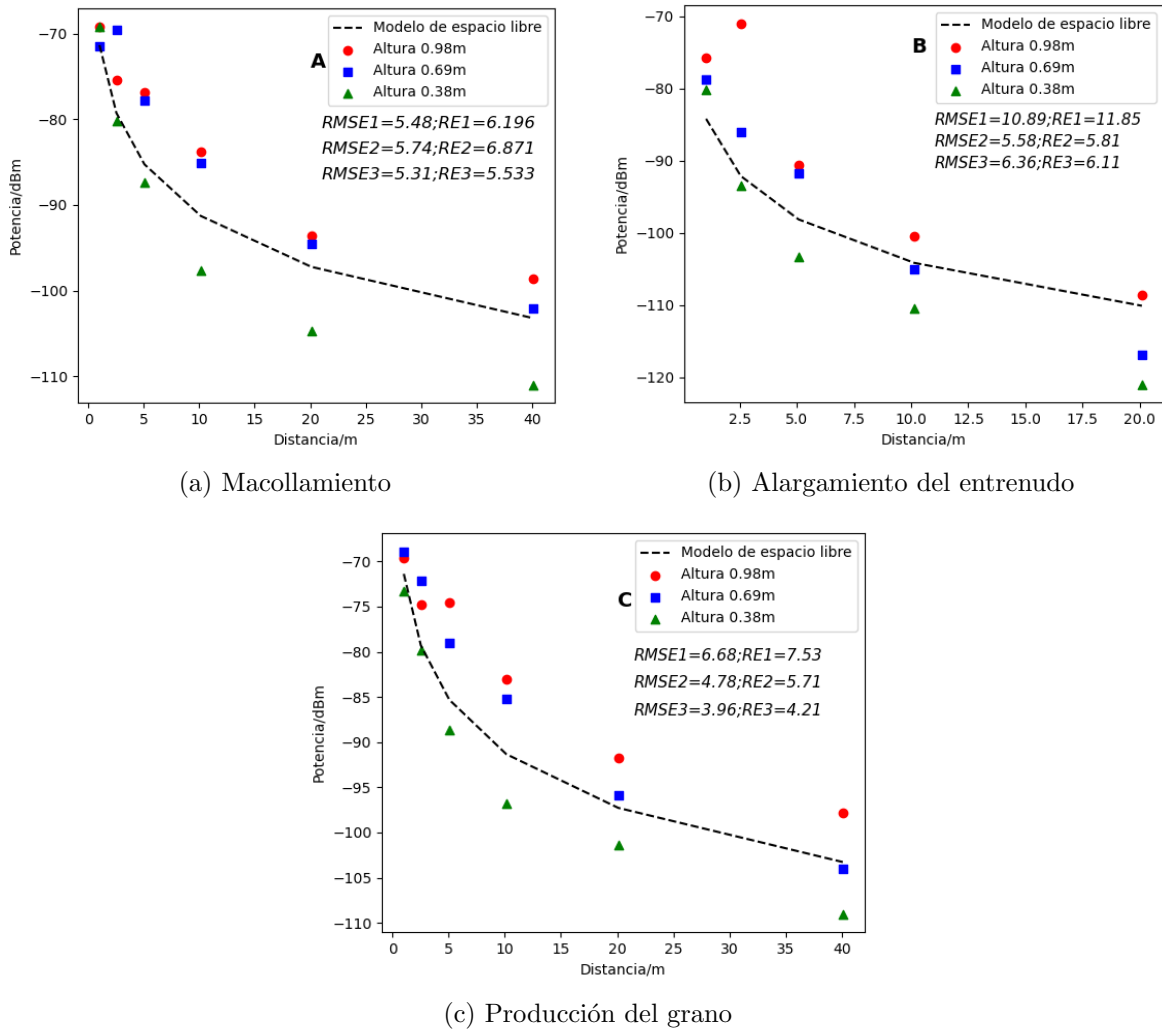 Modelo de espacio libre
Altura 0.98m
Altura 0.69m
Altura 0.38m
A
RMSE1=5.48;RE1=6.196
RMSE2=5.74;RE2=6.871
RMSE3=5.31;RE3=5.533
Potencia/dBm
−70
−80
−90
−100
−110
0 5 10 15 20 25 30 35 40
Distancia/m
(a) Macollamiento
Modelo de espacio libre
Altura 0.98m
Altura 0.69m
Altura 0.38m
B
RMSE1=10.89;RE1=11.85
RMSE2=5.58;RE2=5.81
RMSE3=6.36;RE3=6.11
Potencia/dBm
−70
−80
−90
−100
−110
−120
2.5 5.0 7.5 10.0 12.5 15.0 17.5 20.0
Distancia/m
(b) Alargamiento del entrenudo
Modelo de espacio libre
Altura 0.98m
Altura 0.69m
Altura 0.38m
C
RMSE1=6.68;RE1=7.53
RMSE2=4.78;RE2=5.71
RMSE3=3.96;RE3=4.21
Potencia/dBm
−70
−75
−80
−85
−90
−95
−100
−105
−110
0 5 10 15 20 25 30 35 40
Distancia/m
(c) Producción del grano